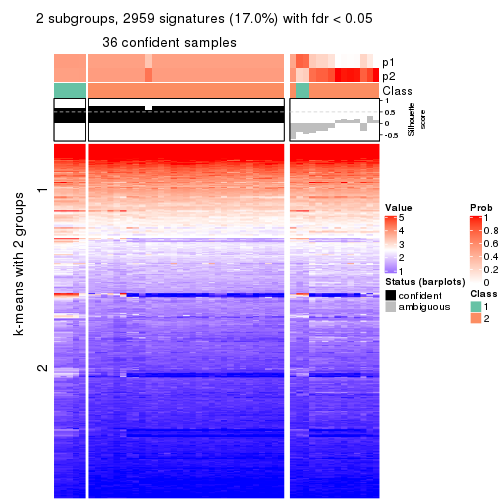 2 subgroups, 2959 signatures (17.0%) with fdr < 0.05
36 confident samples
p1
p2
Class
1
0.5
0
-0.5
Silhouette
score
k-means with 2 groups
1
2
Value
5
4
3
2
1
Prob
1
0.8
0.6
0.4
0.2
0
Status (barplots)
confident
ambiguous
Class
1
2